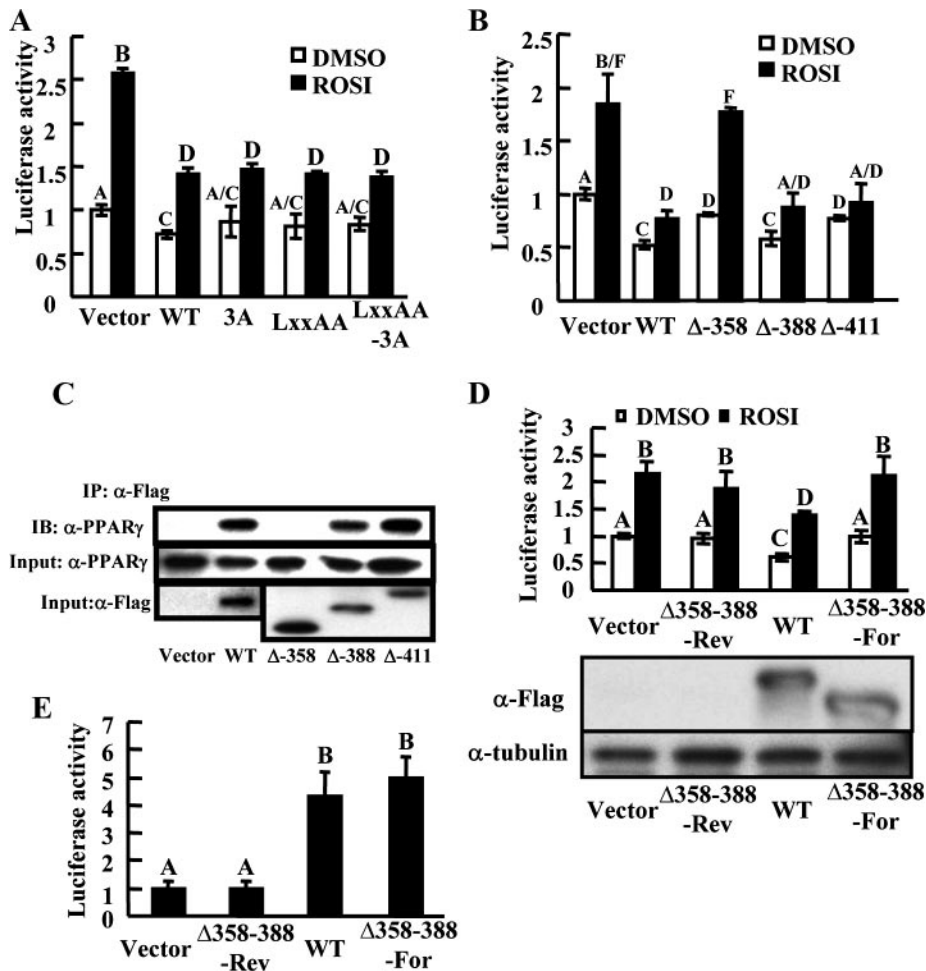 A
Luciferase activity
3
2.5
2
1.5
1
0.5
0
DMSO
ROSI
A
B
C
D
A/C
D
A/C
D
A/C
D
Vector WT 3A LxxAA LxxAA
-3A
B
Luciferase activity
2.5
2
1.5
1
0.5
0
DMSO
ROSI
A
B/F
C
D
D
F
C
A/D
D
A/D
Vector WT Δ-358 Δ-388 Δ-411
C
IP: α-Flag
IB: α-PPARγ
Input: α-PPARγ
Input:α-Flag
Vector WT Δ-358 Δ-388 Δ-411
D
DMSO ROSI
Luciferase activity
3
2.5
2
1.5
1
0.5
0
A
B
A
B
C
D
A
B
Vector Δ358-388
-Rev WT Δ358-388
-For
α-Flag
α-tubulin
Vector Δ358-388
-Rev WT Δ358-388
-For
E
Luciferase activity
7
6
5
4
3
2
1
0
A
A
B
B
Vector Δ358-388
-Rev WT Δ358-388
-For